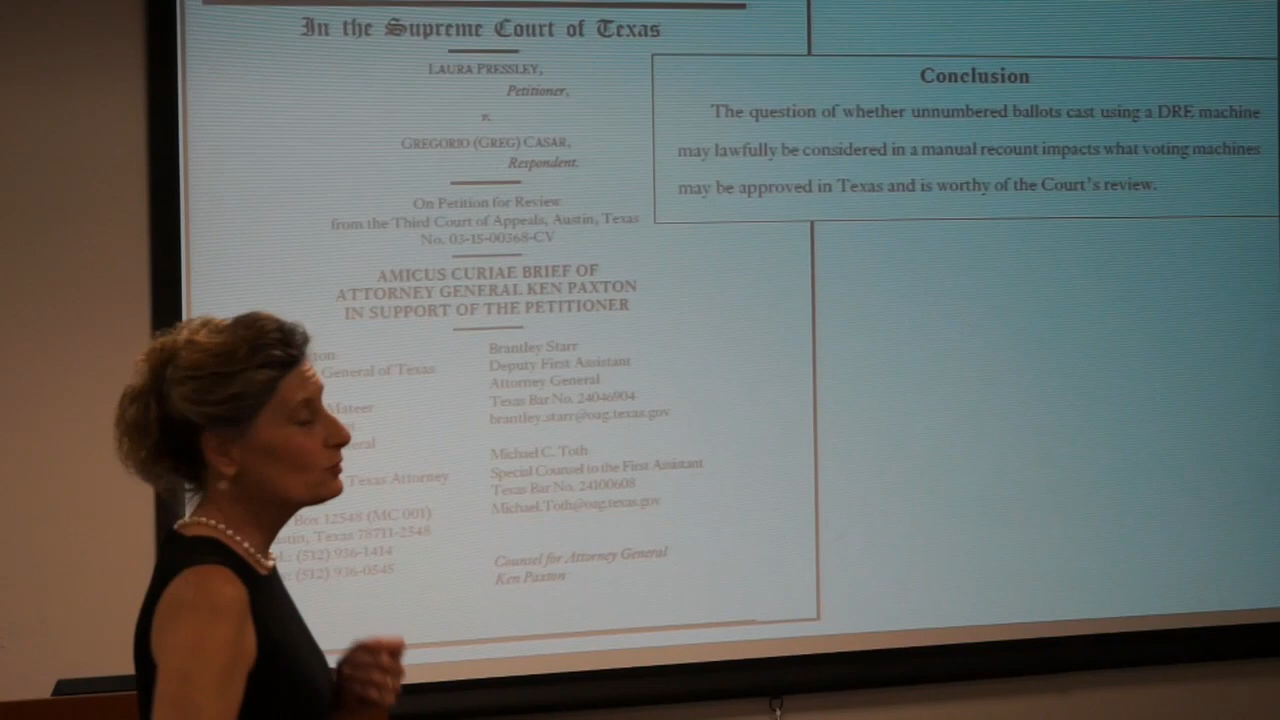 In the Supreme Court of Texas
LAURA PRESSLEY,
Petitioner,
v.
GREGORIO (GREG) CASAR,
Respondent.
On Petition for Review
from the Third Court of Appeals, Austin, Texas
No. 03-15-00368-CV
AMICUS CURIAE BRIEF OF
ATTORNEY GENERAL KEN PAXTON
IN SUPPORT OF THE PETITIONER
ton
General of Texas
Mateer
eral
Texas Attorney
Box 12548 (MC 001)
stin, Texas 78711-2548
: (512) 936-1414
: (512) 936-0545
Brantley Starr
Deputy First Assistant
Attorney General
Texas Bar No. 24046904
brantley.starr@oag.texas.gov
Michael C. Toth
Special Counsel to the First Assistant
Texas Bar No. 24100608
Michael.Toth@oag.texas.gov
Counsel for Attorney General
Ken Paxton
Conclusion
The question of whether unnumbered ballots cast using a DRE machine
may lawfully be considered in a manual recount impacts what voting machines
may be approved in Texas and is worthy of the Court's review.